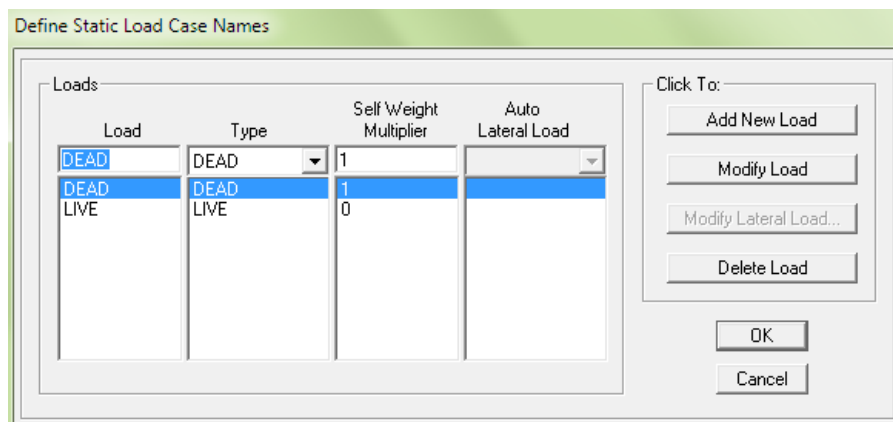 Define Static Load Case Names
Loads
Click To:
Load Type Self Weight Multiplier Auto Lateral Load
DEAD DEAD 1
DEAD DEAD 1
LIVE LIVE 0
Add New Load
Modify Load
Modify Lateral Load...
Delete Load
OK
Cancel